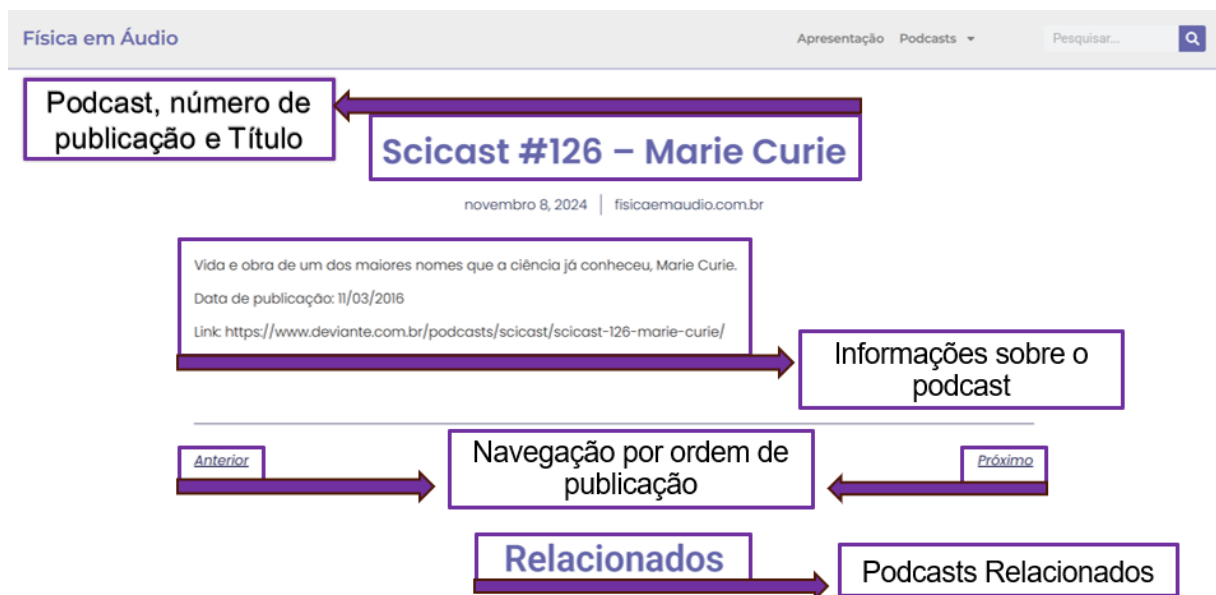 Física em Áudio
Apresentação Podcasts
Pesquisar...
Podcast, número de
publicação e Título
Scicast #126 – Marie Curie
novembro 8, 2024 | fisicaemaudio.com.br
Vida e obra de um dos maiores nomes que a ciência já conheceu, Marie Curie.
Data de publicação: 11/03/2016
Link: https://www.deviante.com.br/podcasts/scicast/scicast-126-marie-curie/
Informações sobre o
podcast
Anterior
Navegação por ordem de
publicação
Próximo
Relacionados
Podcasts Relacionados